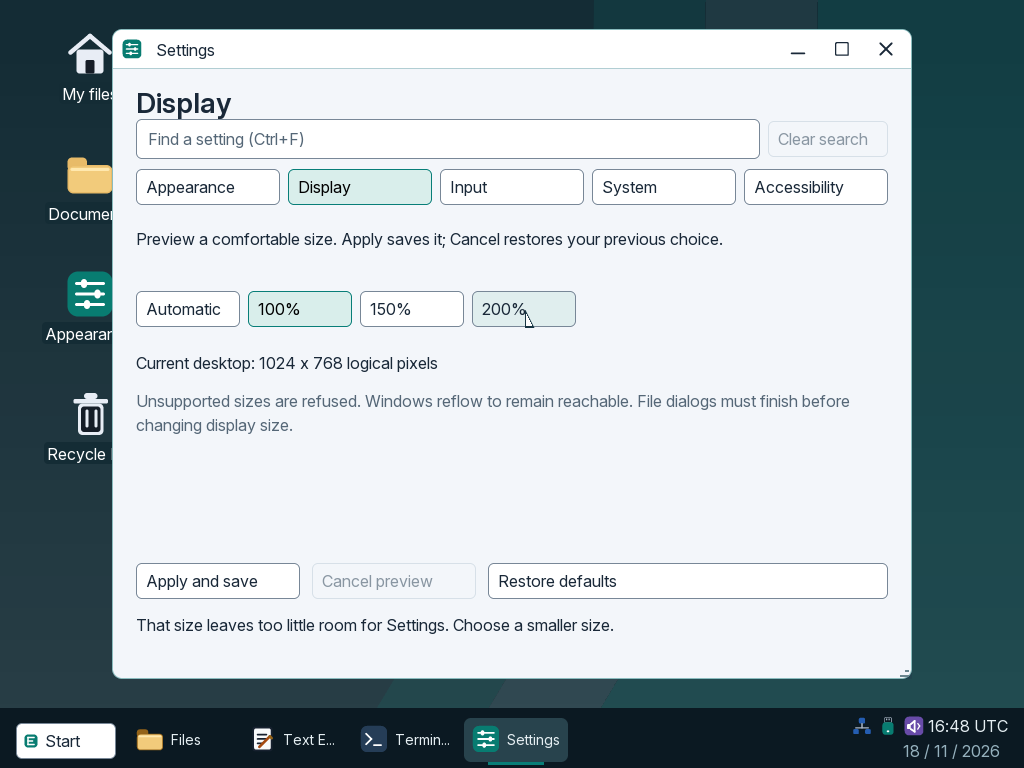 Settings
My files
Display
Find a setting (Ctrl+F)
Clear search
Appearance
Display
Input
System
Accessibility
Preview a comfortable size. Apply saves it; Cancel restores your previous choice.
Automatic
100%
150%
200%
Current desktop: 1024 x 768 logical pixels
Unsupported sizes are refused. Windows reflow to remain reachable. File dialogs must finish before
changing display size.
Recycle
Apply and save
Cancel preview
Restore defaults
That size leaves too little room for Settings. Choose a smaller size.
Start
Files
Text E...
Termin...
Settings
16:48 UTC
18 / 11 / 2026